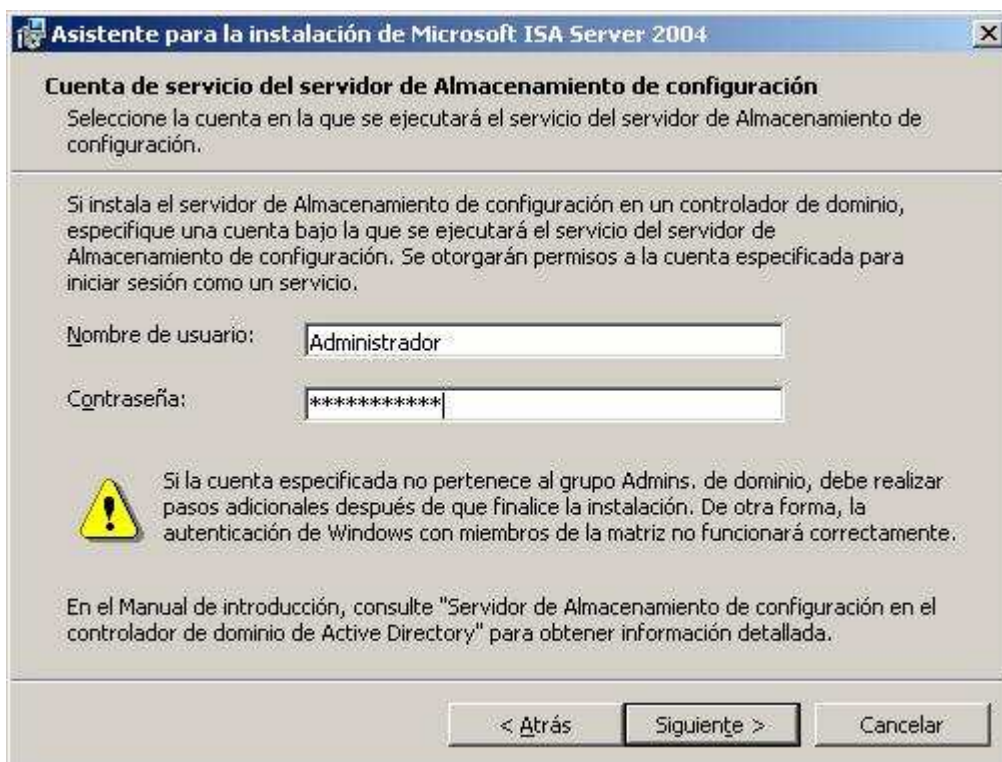 Asistente para la instalación de Microsoft ISA Server 2004
Cuenta de servicio del servidor de Almacenamiento de configuración
Seleccione la cuenta en la que se ejecutará el servicio del servidor de Almacenamiento de
configuración.
Si instala el servidor de Almacenamiento de configuración en un controlador de dominio,
especifique una cuenta bajo la que se ejecutará el servicio del servidor de
Almacenamiento de configuración. Se otorgarán permisos a la cuenta especificada para
iniciar sesión como un servicio.
Nombre de usuario: Administrador
Contraseña: ***********
Si la cuenta especificada no pertenece al grupo Admins. de dominio, debe realizar
pasos adicionales después de que finalice la instalación. De otra forma, la
autenticación de Windows con miembros de la matriz no funcionará correctamente.
En el Manual de introducción, consulte "Servidor de Almacenamiento de configuración en el
controlador de dominio de Active Directory" para obtener información detallada.
< Atrás Siguiente > Cancelar